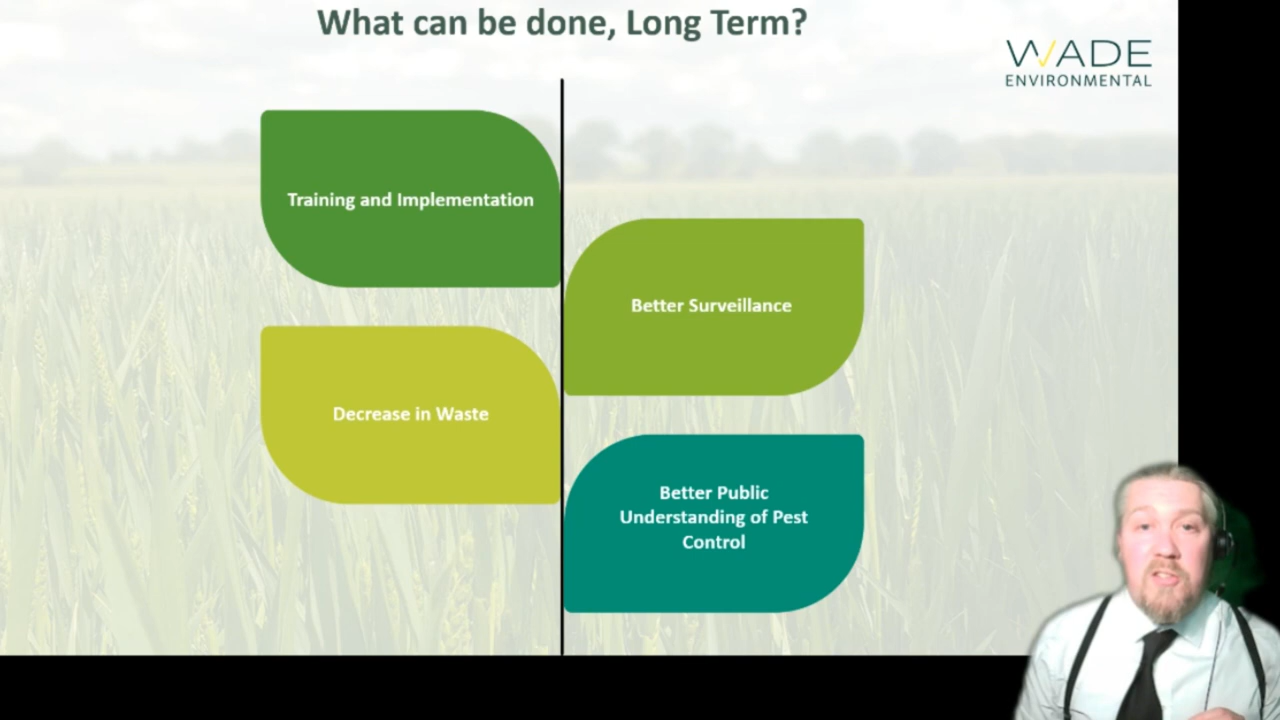 What can be done, Long Term?
WADE
ENVIRONMENTAL
Training and Implementation
Better Surveillance
Decrease in Waste
Better Public
Understanding of Pest
Control